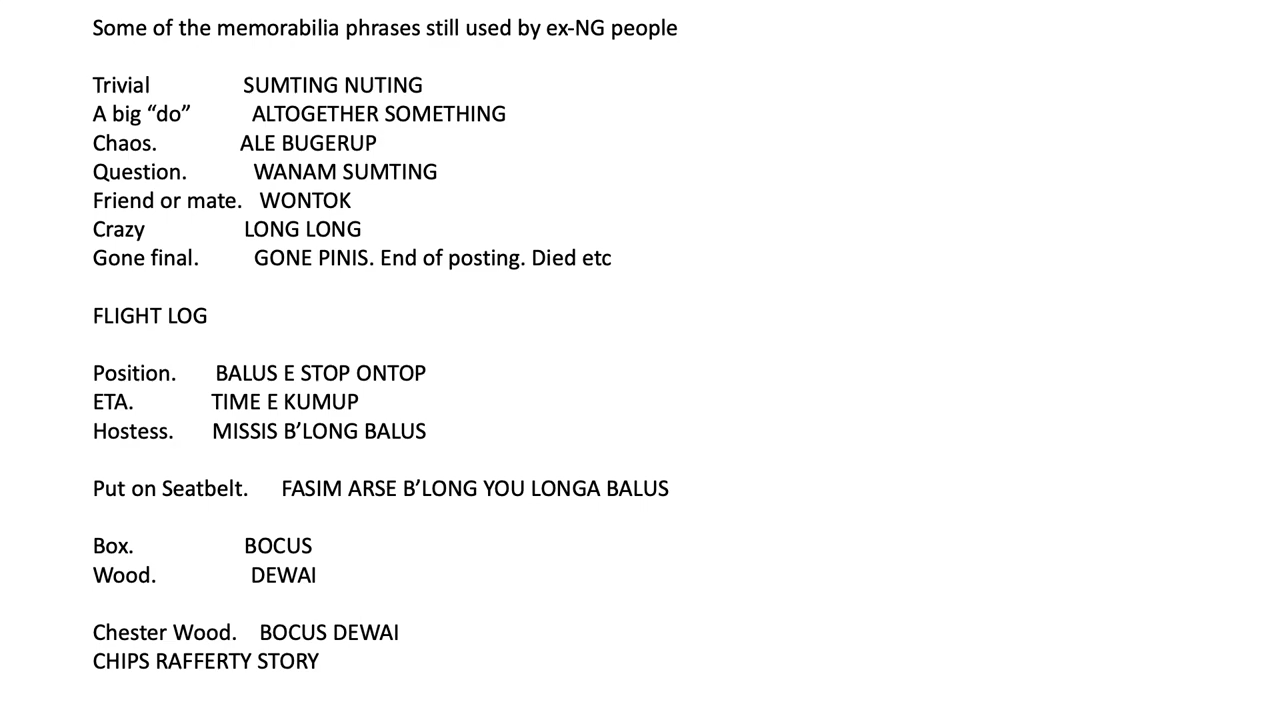 Some of the memorabilia phrases still used by ex-NG people
Trivial SUMTING NUTING
A big “do” ALTOGETHER SOMETHING
Chaos. ALE BUGERUP
Question. WANAM SUMTING
Friend or mate. WONTOK
Crazy LONG LONG
Gone final. GONE PINIS. End of posting. Died etc
FLIGHT LOG
Position. BALUS E STOP ONTOP
ETA. TIME E KUMUP
Hostess. MISSIS B’LONG BALUS
Put on Seatbelt. FASIM ARSE B’LONG YOU LONGA BALUS
Box. BOCUS
Wood. DEWAI
Chester Wood. BOCUS DEWAI
CHIPS RAFFERTY STORY